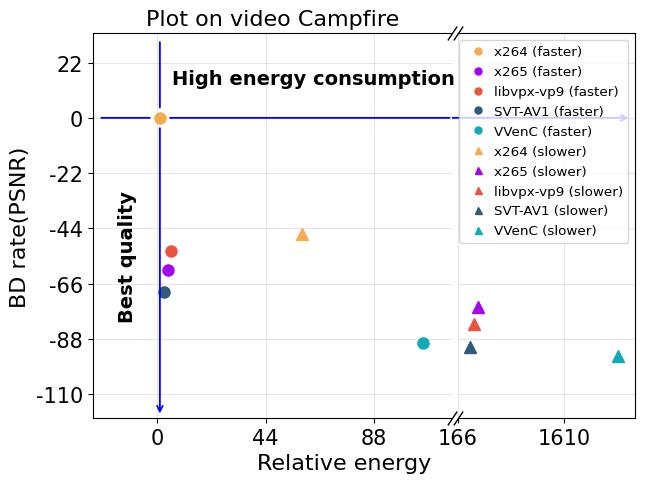 Plot on video Campfire
BD rate(PSNR)
22
0
-22
-44
-66
-88
-110
High energy consumption
Best quality
x264 (faster)
x265 (faster)
libvpx-vp9 (faster)
SVT-AV1 (faster)
VVenC (faster)
x264 (slower)
x265 (slower)
libvpx-vp9 (slower)
SVT-AV1 (slower)
VVenC (slower)
0 44 88 166 1610
Relative energy